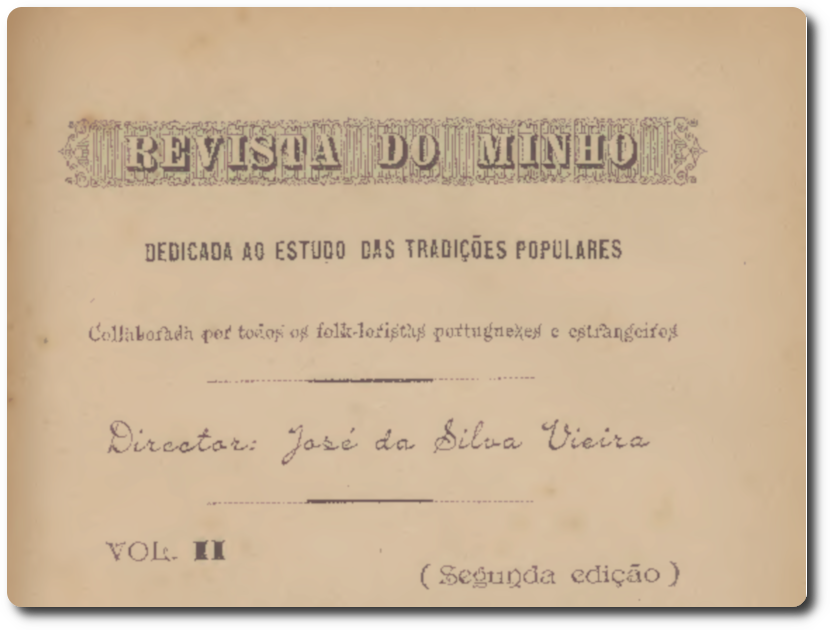 REVISTA DO MINHO
DEDICADA AO ESTUDO DAS TRADIÇÕES POPULARES
Collaborada por todos os folk-loristas portuguezes e estrangeiros
Director: José da Silva Vieira
VOL. II
(Segunda edição)